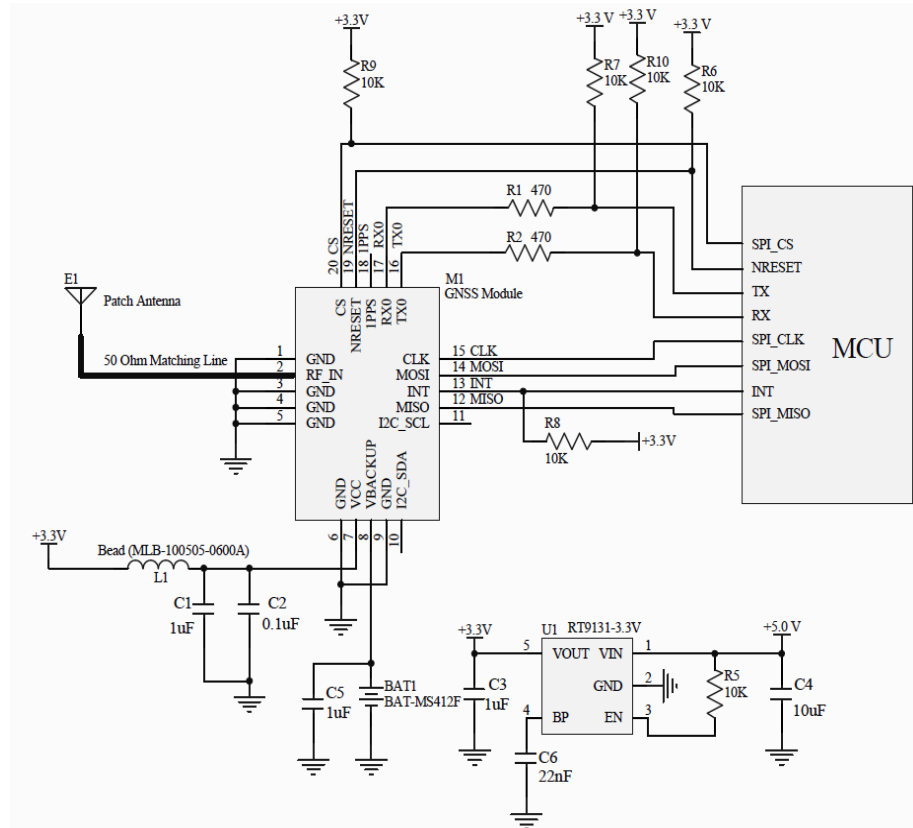 +3.3V
+3.3 V
+3.3 V
R9
10K
R7
10K
R10
10K
R6
10K
R1 470
R2 470
20 CS
19 NRESET
18 1PPS
17 RX0
16 TX0
M1
GNSS Module
CS
NRESET
1PPS
RX0
TX0
E1
Patch Antenna
50 Ohm Matching Line
1 GND
2 RF_IN
3 GND
4 GND
5 GND
CLK 15 CLK
MOSI 14 MOSI
INT 13 INT
MISO 12 MISO
I2C_SCL 11
GND
VCC
VBACKUP
GND
I2C_SDA
6
7
8
9
10
SPI_CS
NRESET
TX
RX
SPI_CLK
SPI_MOSI
INT
SPI_MISO
MCU
R8
10K
+3.3V
+3.3V
Bead (MLB-100505-0600A)
L1
C1
1uF
C2
0.1uF
C5
1uF
BAT1
BAT-MS412F
+3.3V
U1 RT9131-3.3V
+5.0 V
5 VOUT VIN 1
GND 2
4 BP EN 3
R5
10K
C3
1uF
C4
10uF
C6
22nF